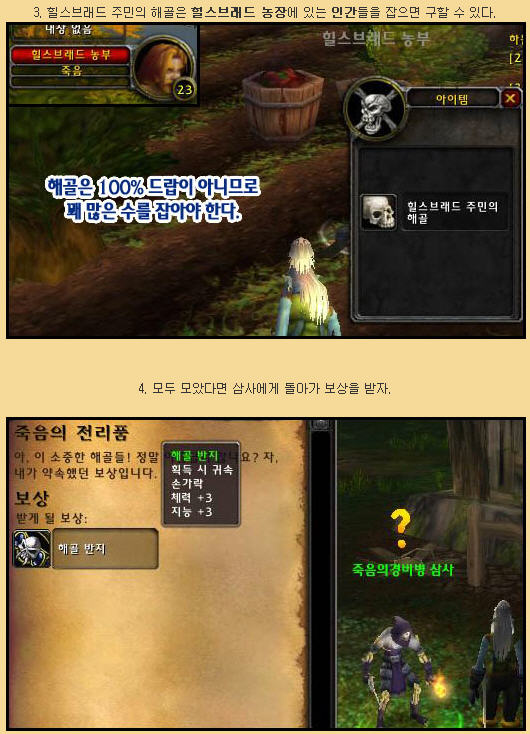 3. 힐스브래드 주민의 해골은 힐스브래드 농장에 있는 인간들을 잡으면 구할 수 있다.
대상 없음
힐스브래드 농부
죽음
23
힐스브래드 농부
아이템
힐스브래드 주민의
해골
해골은 100% 드랍이 아니므로
꽤 많은 수를 잡아야 한다.
4. 모두 모았다면 삼사에게 돌아가 보상을 받자.
죽음의 전리품
아, 이 소중한 해골들! 정말 자,
내가 약속했던 보상입니다.
보상
받게 될 보상:
해골 반지
해골 반지
획득 시 귀속
손가락
체력 +3
지능 +3
죽음의경비병 삼사